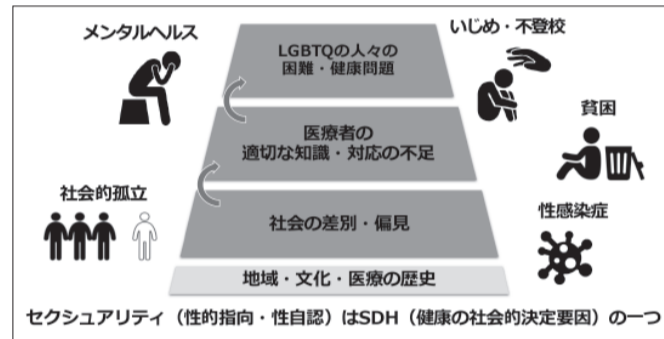 メンタルヘルス
いじめ・不登校
LGBTQの人々の
困難・健康問題
貧困
医療者の
適切な知識・対応の不足
社会的孤立
性感染症
社会の差別・偏見
地域・文化・医療の歴史
セクシュアリティ（性的指向・性自認）はSDH（健康の社会的決定要因）の一つ